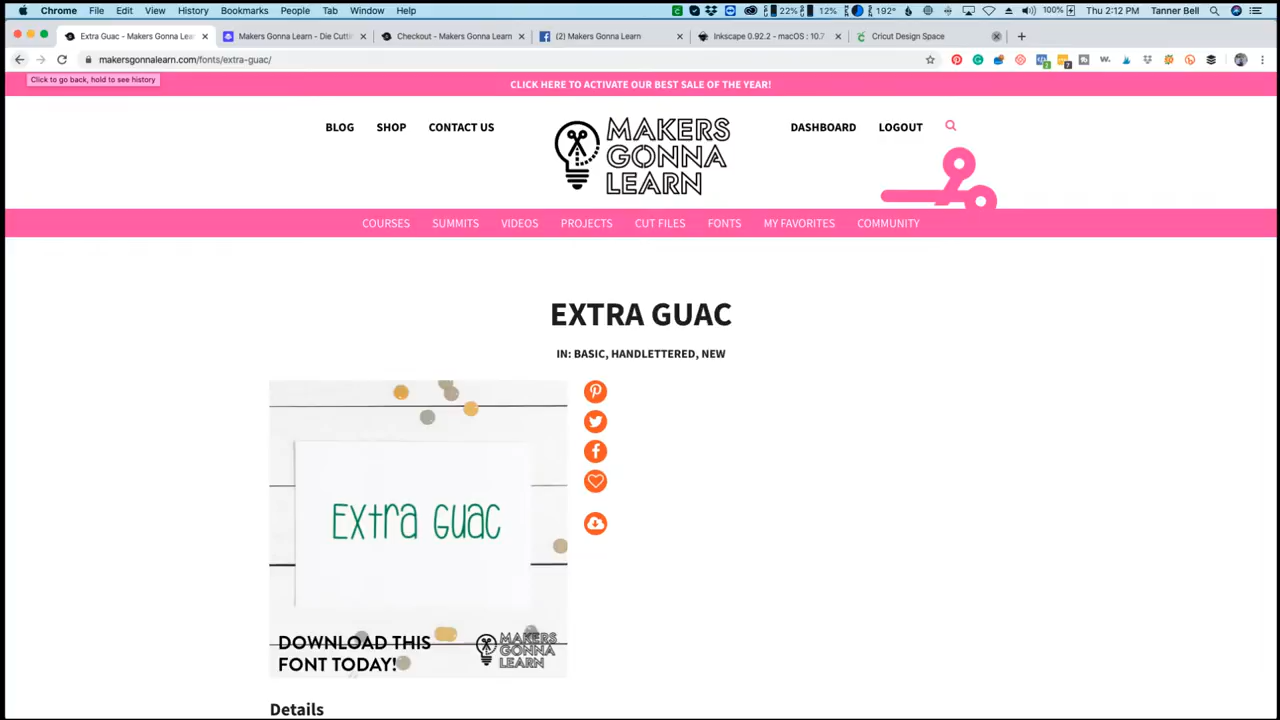 Chrome File Edit View History Bookmarks People Tab Window Help 22% 12% 192° 100% Thu 2:12 PM Tanner Bell
Extra Guac - Makers Gonna Lea Makers Gonna Learn - Die Cuttin Checkout - Makers Gonna Learn (2) Makers Gonna Learn Inkscape 0.92.2 - macOS : 10.7 Cricut Design Space
makersgonnalearn.com/fonts/extra-guac/
Click to go back, hold to see history
CLICK HERE TO ACTIVATE OUR BEST SALE OF THE YEAR!
BLOG SHOP CONTACT US
MAKERS
GONNA
LEARN
DASHBOARD LOGOUT
COURSES SUMMITS VIDEOS PROJECTS CUT FILES FONTS MY FAVORITES COMMUNITY
EXTRA GUAC
IN: BASIC, HANDLETTERED, NEW
Extra Guac
DOWNLOAD THIS
FONT TODAY!
MAKERS
GONNA
LEARN
Details